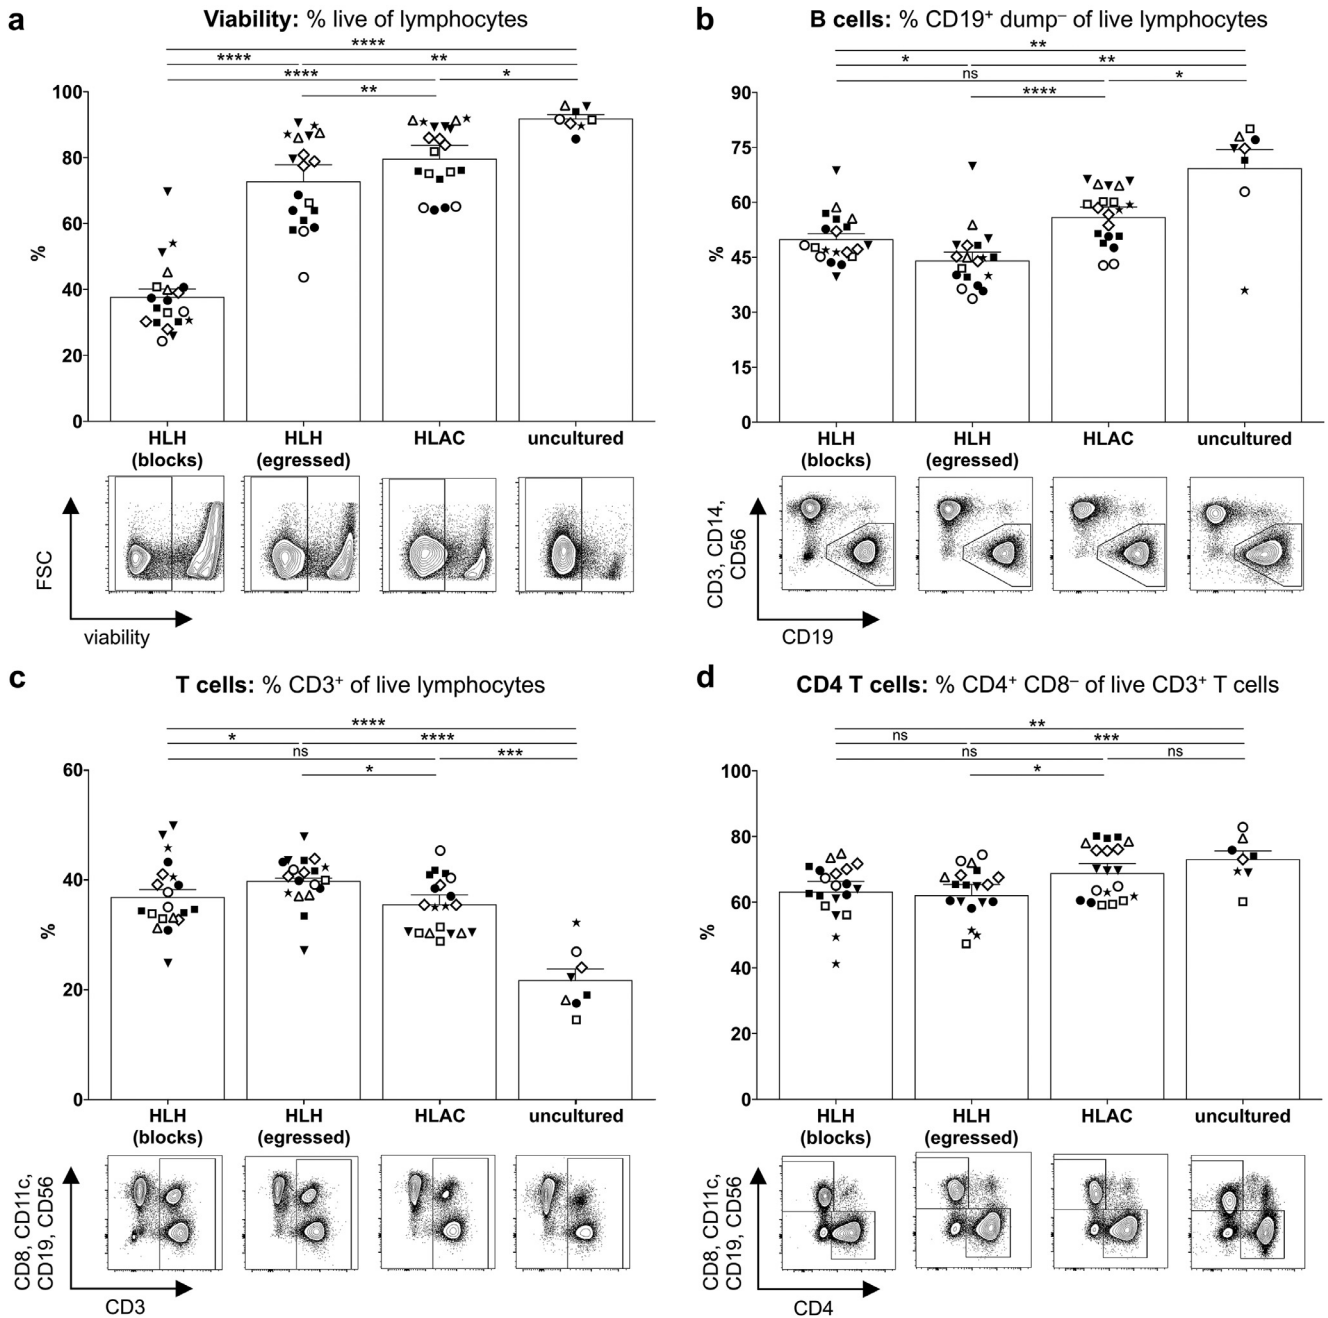 a
Viability: % live of lymphocytes
****
**** **
**** *
**
100
80
60
40
20
0
%
HLH (blocks)
HLH (egressed)
HLAC
uncultured
FSC
viability
b
B cells: % CD19⁺ dump⁻ of live lymphocytes
**
* **
ns *
****
90
75
60
45
30
15
0
%
HLH (blocks)
HLH (egressed)
HLAC
uncultured
CD3, CD14,
CD56
CD19
c
T cells: % CD3⁺ of live lymphocytes
****
* ****
ns ***
*
60
40
20
0
%
HLH (blocks)
HLH (egressed)
HLAC
uncultured
CD8, CD11c,
CD19, CD56
CD3
d
CD4 T cells: % CD4⁺ CD8⁻ of live CD3⁺ T cells
**
ns ***
ns ns
*
100
80
60
40
20
0
%
HLH (blocks)
HLH (egressed)
HLAC
uncultured
CD8, CD11c,
CD19, CD56
CD4